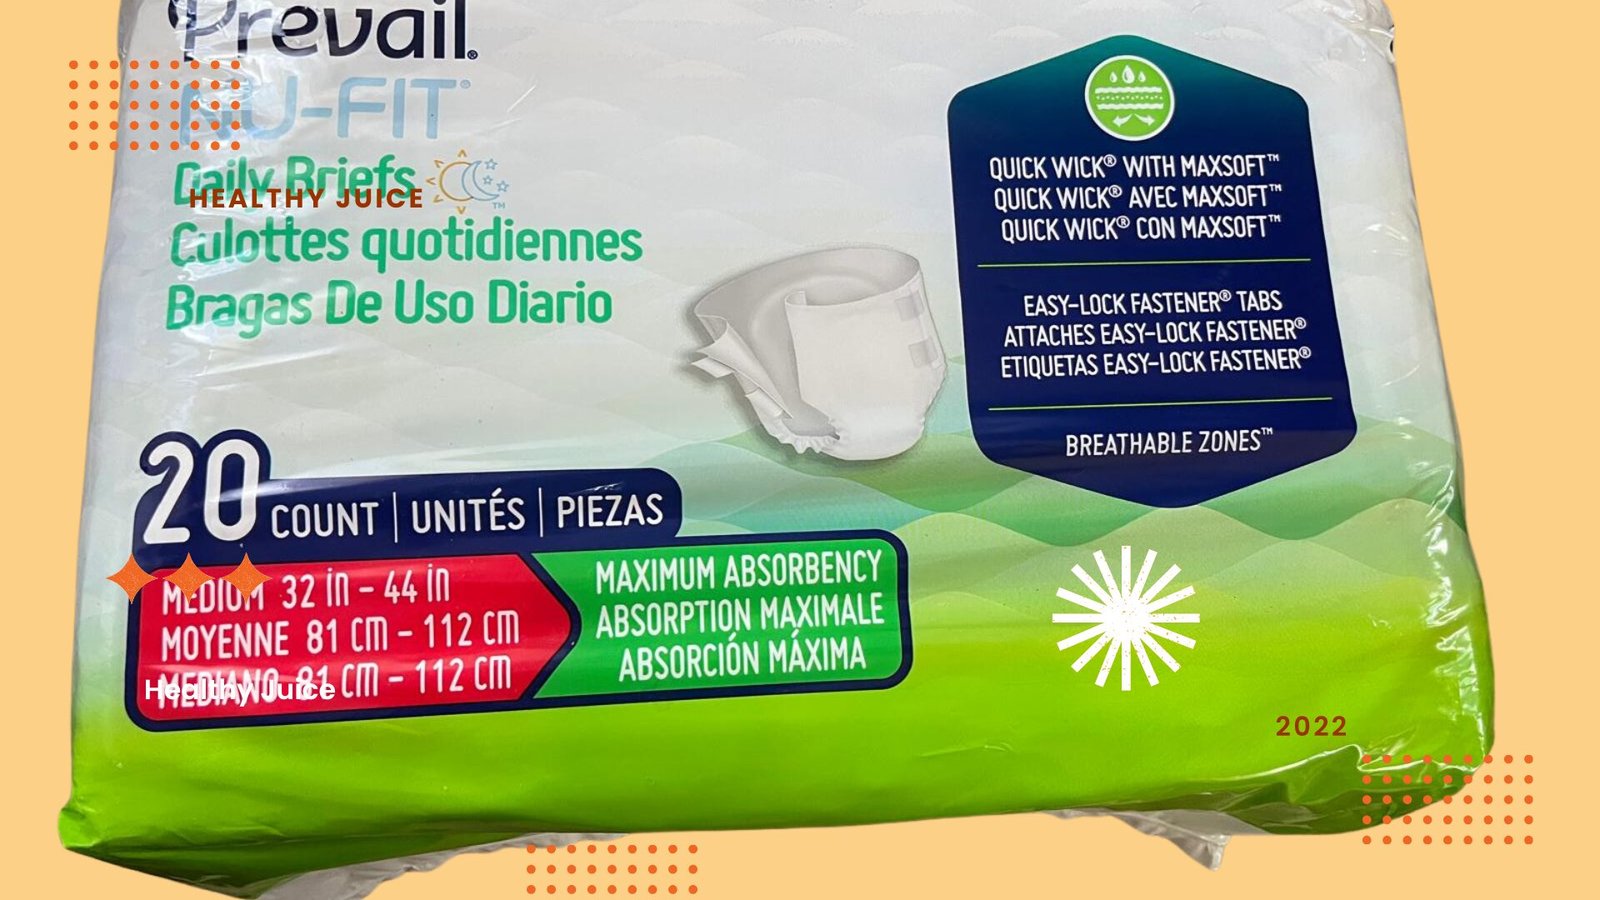 Prevail®
NU-FIT®
Daily Briefs
TM
HEALTHY JUICE
Culottes quotidiennes
Bragas De Uso Diario
QUICK WICK® WITH MAXSOFT™
QUICK WICK® AVEC MAXSOFT™
QUICK WICK® CON MAXSOFT™
EASY-LOCK FASTENER® TABS
ATTACHES EASY-LOCK FASTENER®
ETIQUETAS EASY-LOCK FASTENER®
BREATHABLE ZONES™
20 COUNT | UNITÉS | PIEZAS
MEDIUM 32 in - 44 in
MOYENNE 81 cm - 112 cm
MEDIANO 81 cm - 112 cm
Healthy Juice
MAXIMUM ABSORBENCY
ABSORPTION MAXIMALE
ABSORCIÓN MÁXIMA
2022